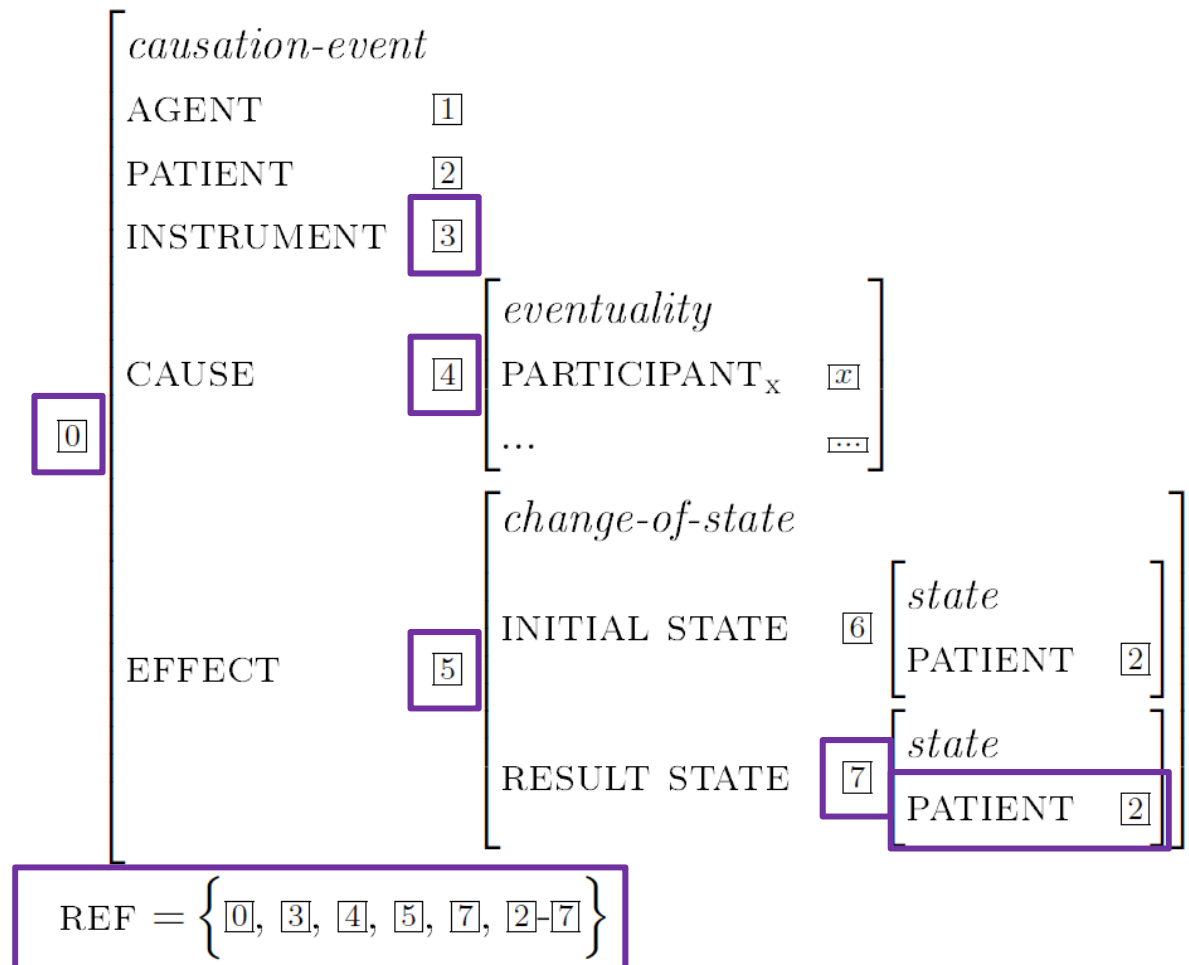 causation-event
AGENT 1
PATIENT 2
INSTRUMENT 3
eventuality
CAUSE 4 PARTICIPANTx x
... ...
0
change-of-state
state
INITIAL STATE 6
PATIENT 2
EFFECT 5
state
RESULT STATE 7
PATIENT 2
REF = {0, 3, 4, 5, 7, 2-7}